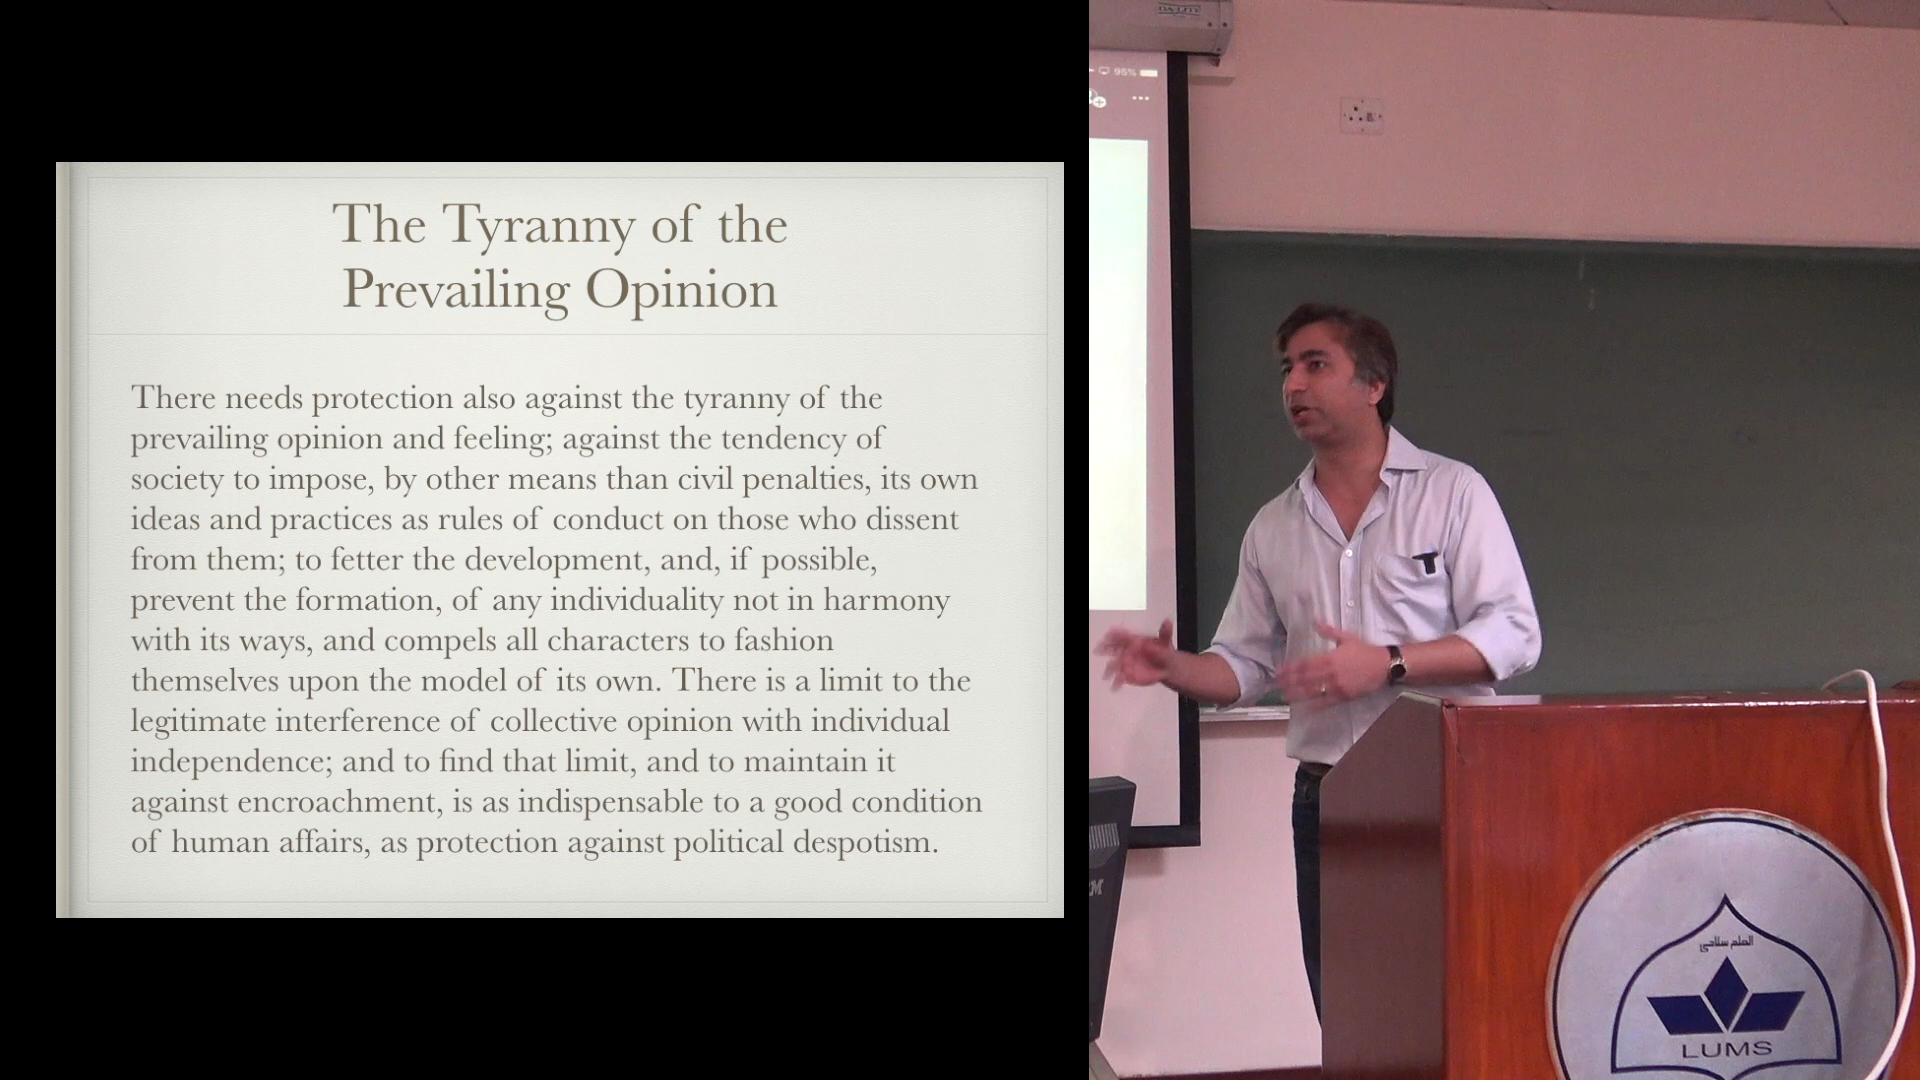 The Tyranny of the
Prevailing Opinion
There needs protection also against the tyranny of the
prevailing opinion and feeling; against the tendency of
society to impose, by other means than civil penalties, its own
ideas and practices as rules of conduct on those who dissent
from them; to fetter the development, and, if possible,
prevent the formation, of any individuality not in harmony
with its ways, and compels all characters to fashion
themselves upon the model of its own. There is a limit to the
legitimate interference of collective opinion with individual
independence; and to find that limit, and to maintain it
against encroachment, is as indispensable to a good condition
of human affairs, as protection against political despotism.
DA-LITE
95%
العلم سلاحی
LUMS